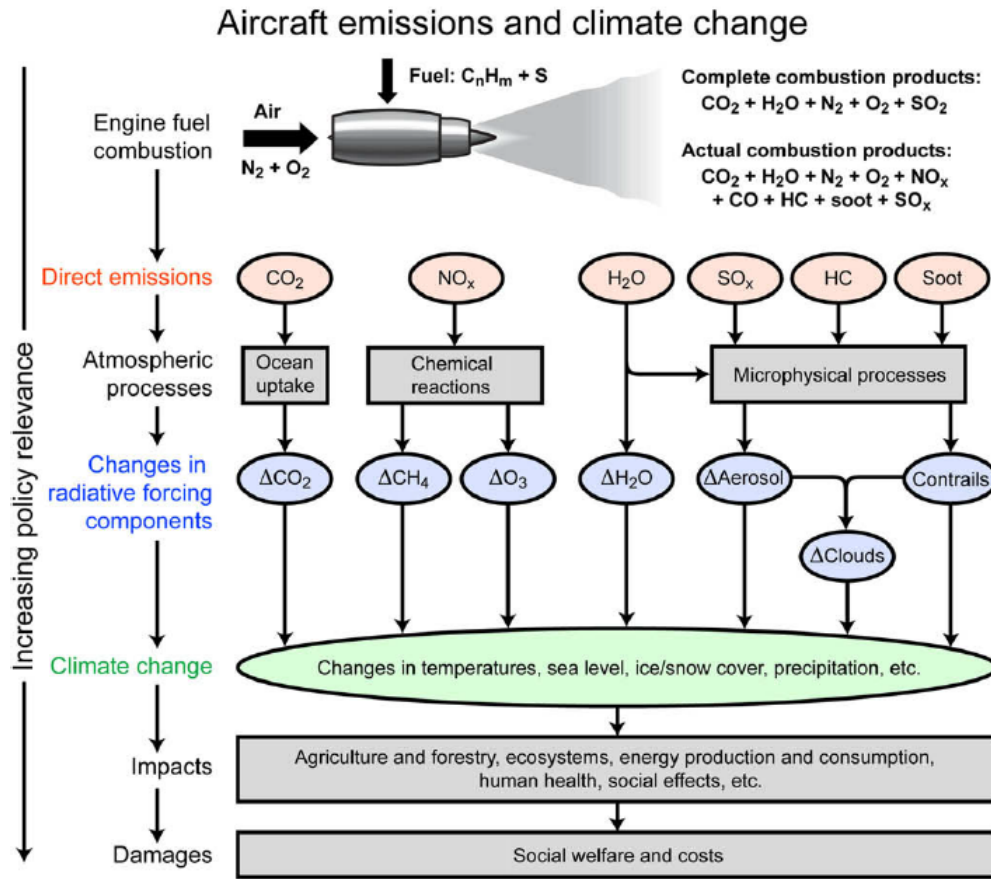 Aircraft emissions and climate change
Increasing policy relevance
Engine fuel
combustion
Air
N₂ + O₂
Fuel: CₙHₘ + S
Complete combustion products:
CO₂ + H₂O + N₂ + O₂ + SO₂
Actual combustion products:
CO₂ + H₂O + N₂ + O₂ + NOₓ
+ CO + HC + soot + SOₓ
Direct emissions
CO₂
NOₓ
H₂O
SOₓ
HC
Soot
Atmospheric
processes
Ocean
uptake
Chemical
reactions
Microphysical processes
Changes in
radiative forcing
components
ΔCO₂
ΔCH₄
ΔO₃
ΔH₂O
ΔAerosol
Contrails
ΔClouds
Climate change
Changes in temperatures, sea level, ice/snow cover, precipitation, etc.
Impacts
Agriculture and forestry, ecosystems, energy production and consumption,
human health, social effects, etc.
Damages
Social welfare and costs